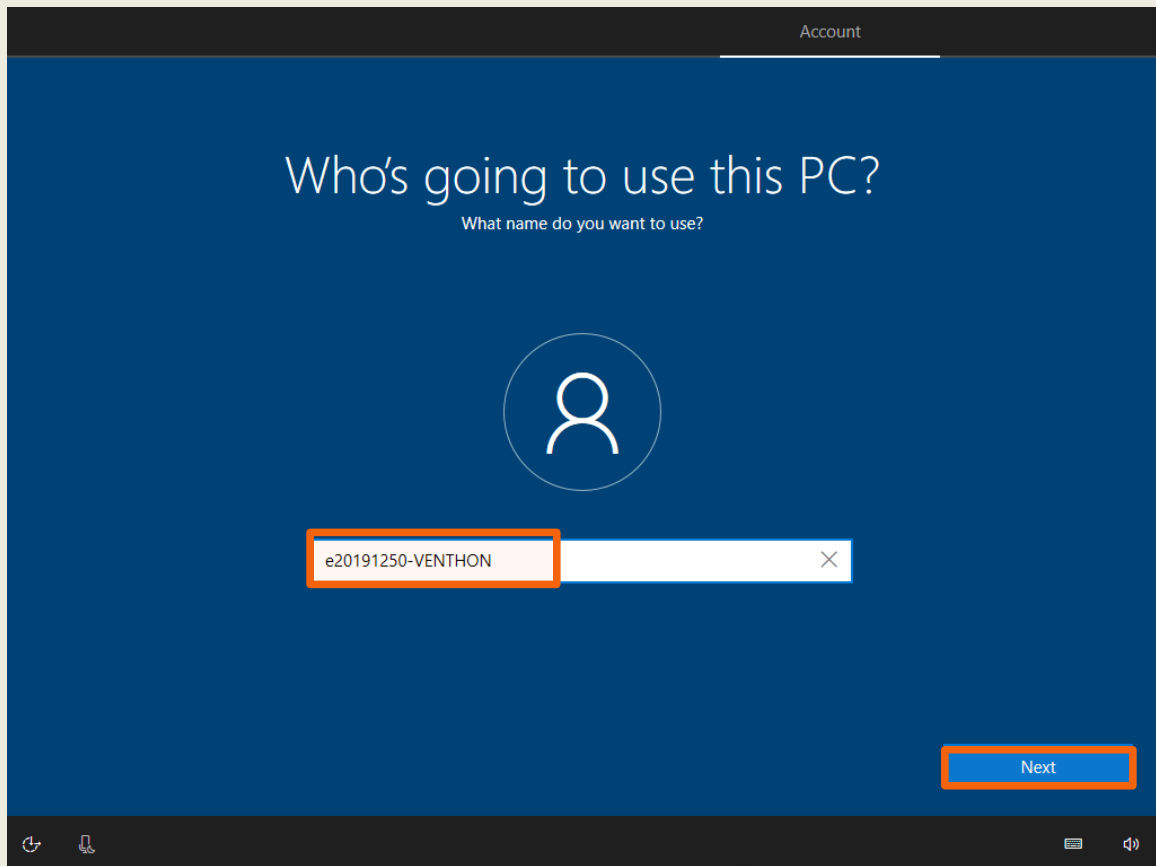 Account
Who's going to use this PC?
What name do you want to use?
e20191250-VENTHON
Next